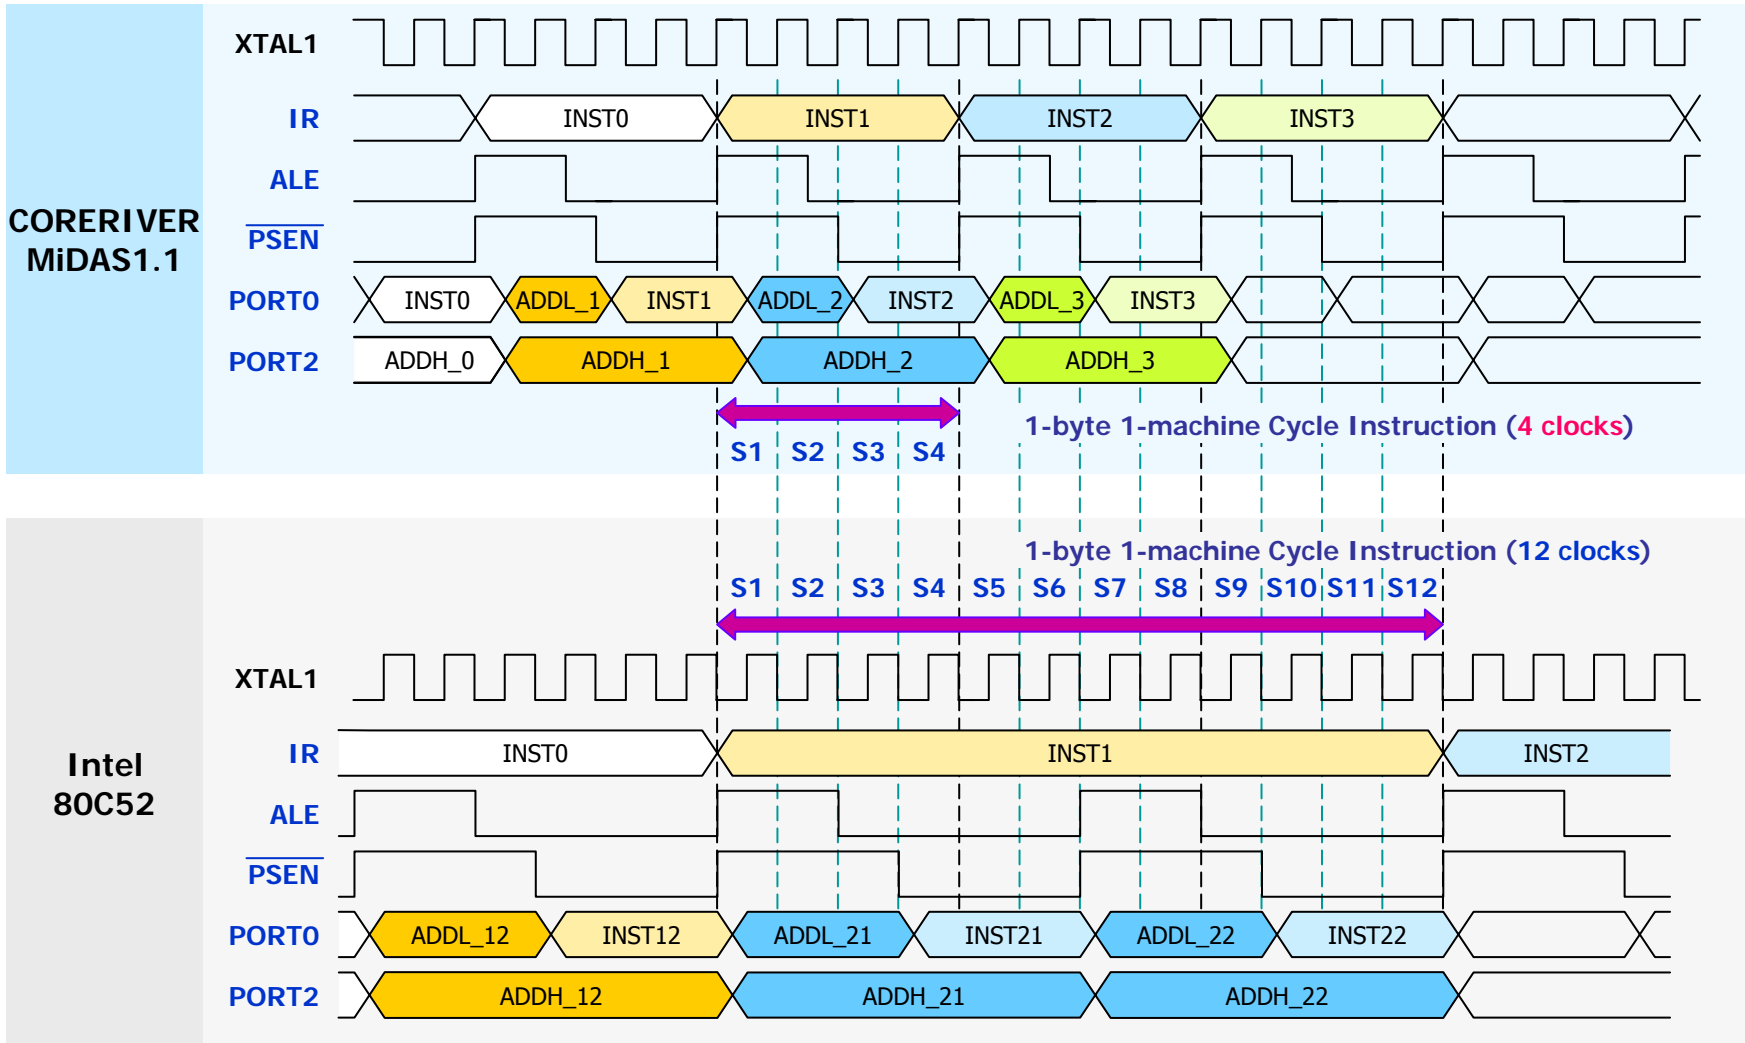 CORERIVER
MiDAS1.1
XTAL1
IR INST0 INST1 INST2 INST3
ALE
PSEN
PORT0 INST0 ADDL_1 INST1 ADDL_2 INST2 ADDL_3 INST3
PORT2 ADDH_0 ADDH_1 ADDH_2 ADDH_3
1-byte 1-machine Cycle Instruction (4 clocks)
S1 S2 S3 S4
Intel
80C52
1-byte 1-machine Cycle Instruction (12 clocks)
S1 S2 S3 S4 S5 S6 S7 S8 S9 S10 S11 S12
XTAL1
IR INST0 INST1 INST2
ALE
PSEN
PORT0 ADDL_12 INST12 ADDL_21 INST21 ADDL_22 INST22
PORT2 ADDH_12 ADDH_21 ADDH_22